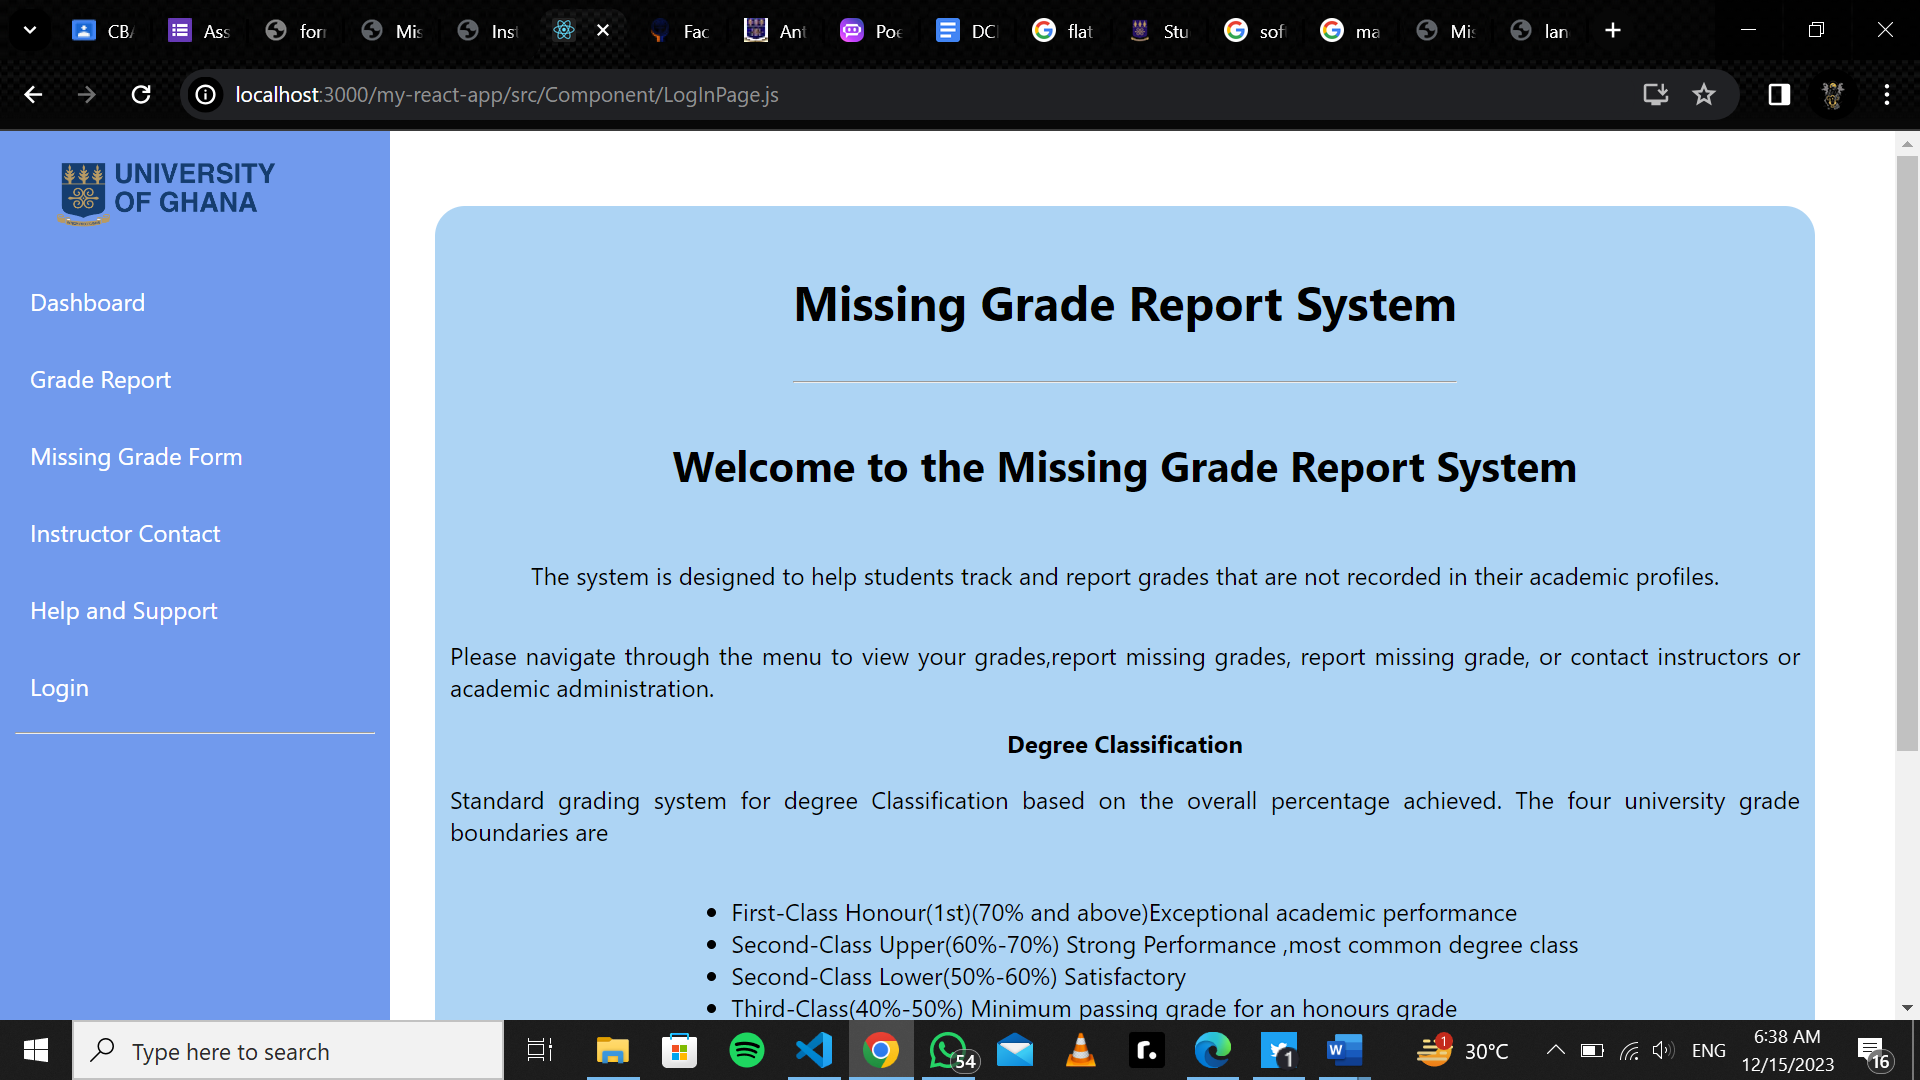 CBA
Ass
forr
Mis
Inst
Fac
Ant
Poe
DCI
flat
Stu
sof
ma
Mis
lan
localhost:3000/my-react-app/src/Component/LogInPage.js
UNIVERSITY
OF GHANA
Dashboard
Grade Report
Missing Grade Form
Instructor Contact
Help and Support
Login
Missing Grade Report System
Welcome to the Missing Grade Report System
The system is designed to help students track and report grades that are not recorded in their academic profiles.
Please navigate through the menu to view your grades,report missing grades, report missing grade, or contact instructors or
academic administration.
Degree Classification
Standard grading system for degree Classification based on the overall percentage achieved. The four university grade
boundaries are
• First-Class Honour(1st)(70% and above)Exceptional academic performance
• Second-Class Upper(60%-70%) Strong Performance ,most common degree class
• Second-Class Lower(50%-60%) Satisfactory
• Third-Class(40%-50%) Minimum passing grade for an honours grade
Type here to search
54
r.
1
W
1
30°C
ENG
6:38 AM
12/15/2023
16